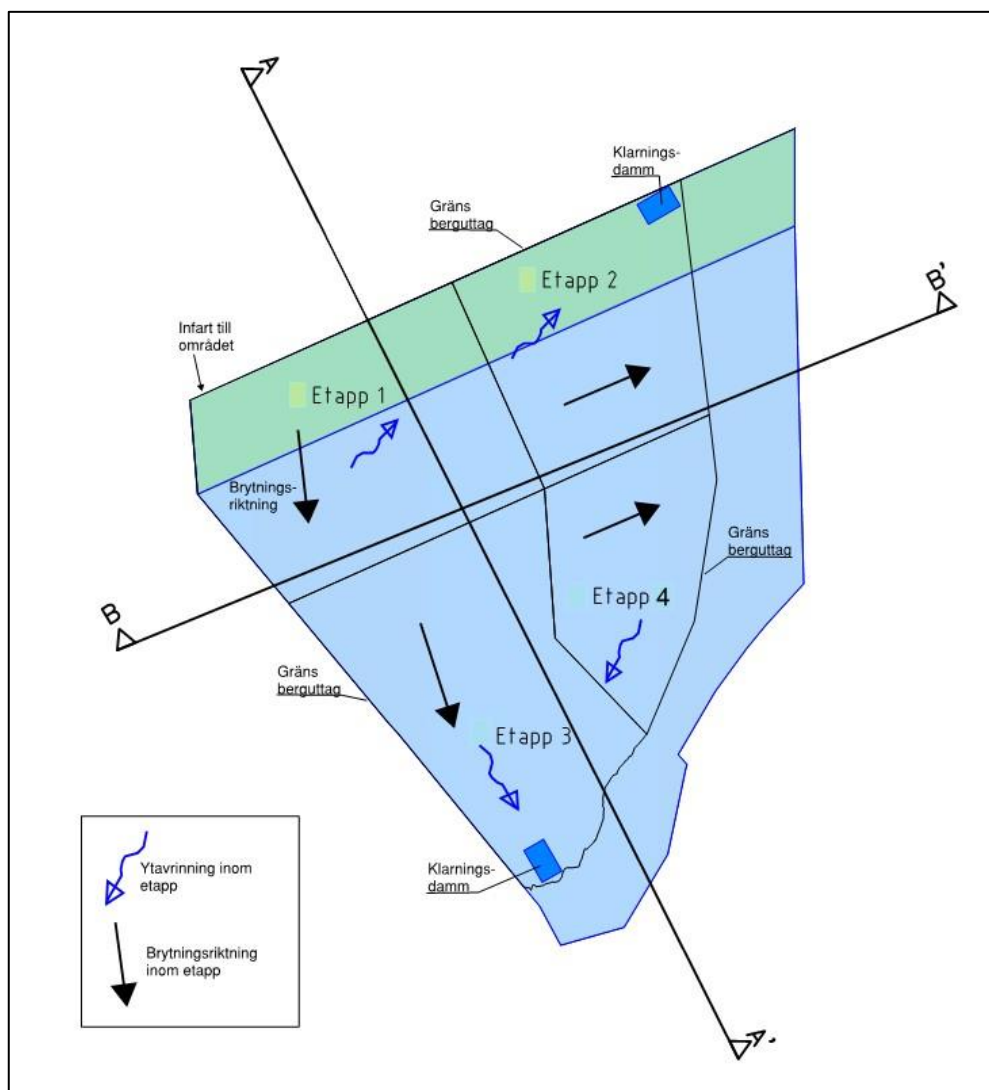 A
Klarnings-
damm
Gräns
berguttag
Etapp 2
B'
Infart till
området
Etapp 1
Brytnings-
riktning
Gräns
berguttag
Etapp 4
B
Gräns
berguttag
Etapp 3
Klarnings-
damm
Ytavrinning inom
etapp
Brytningsriktning
inom etapp
A'